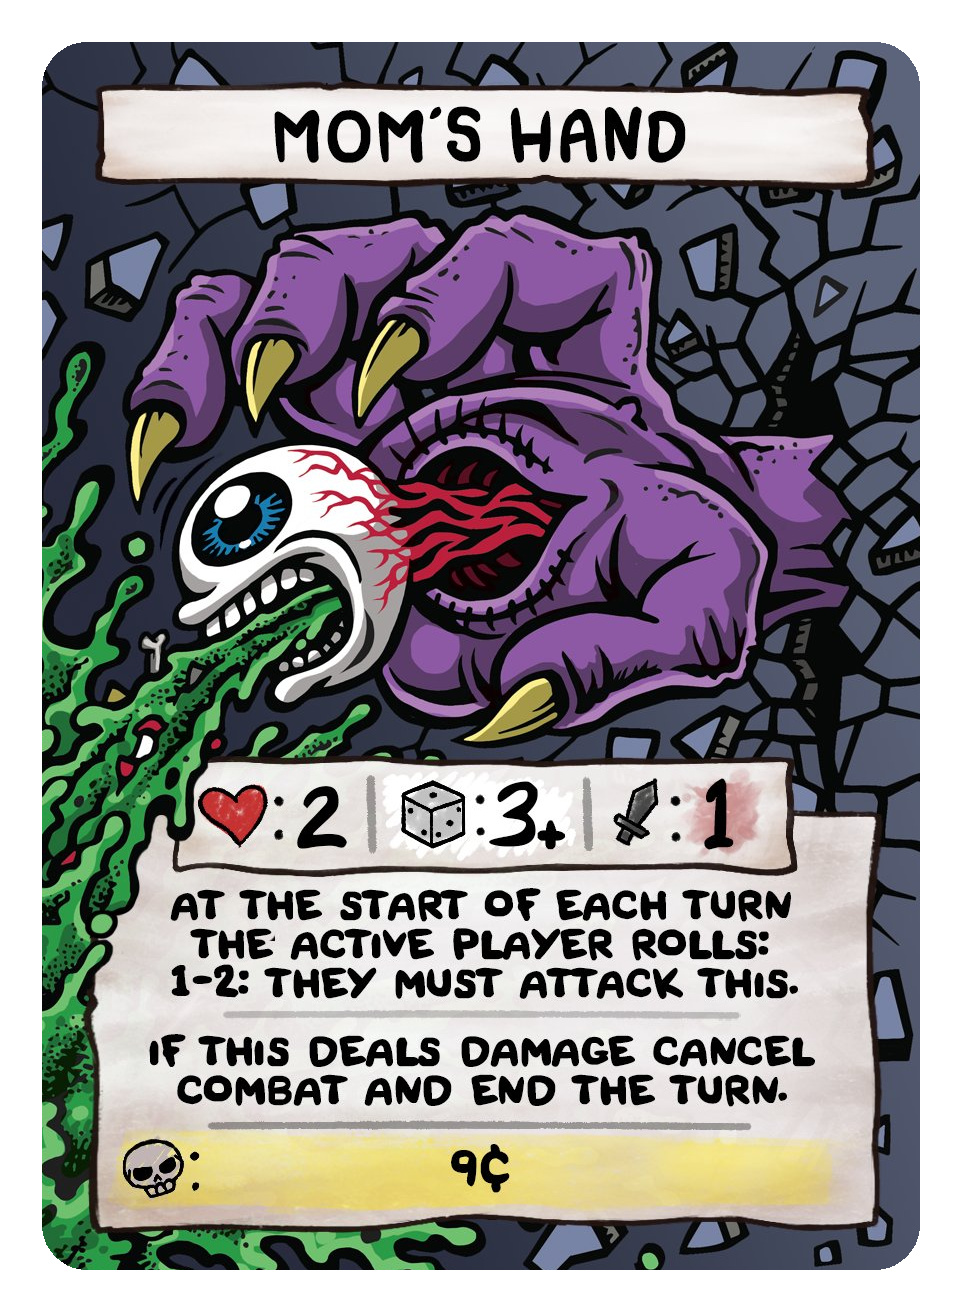 MOM'S HAND
: 2 | : 3+ | : 1
AT THE START OF EACH TURN
THE ACTIVE PLAYER ROLLS:
1-2: THEY MUST ATTACK THIS.
IF THIS DEALS DAMAGE CANCEL
COMBAT AND END THE TURN.
: 9¢